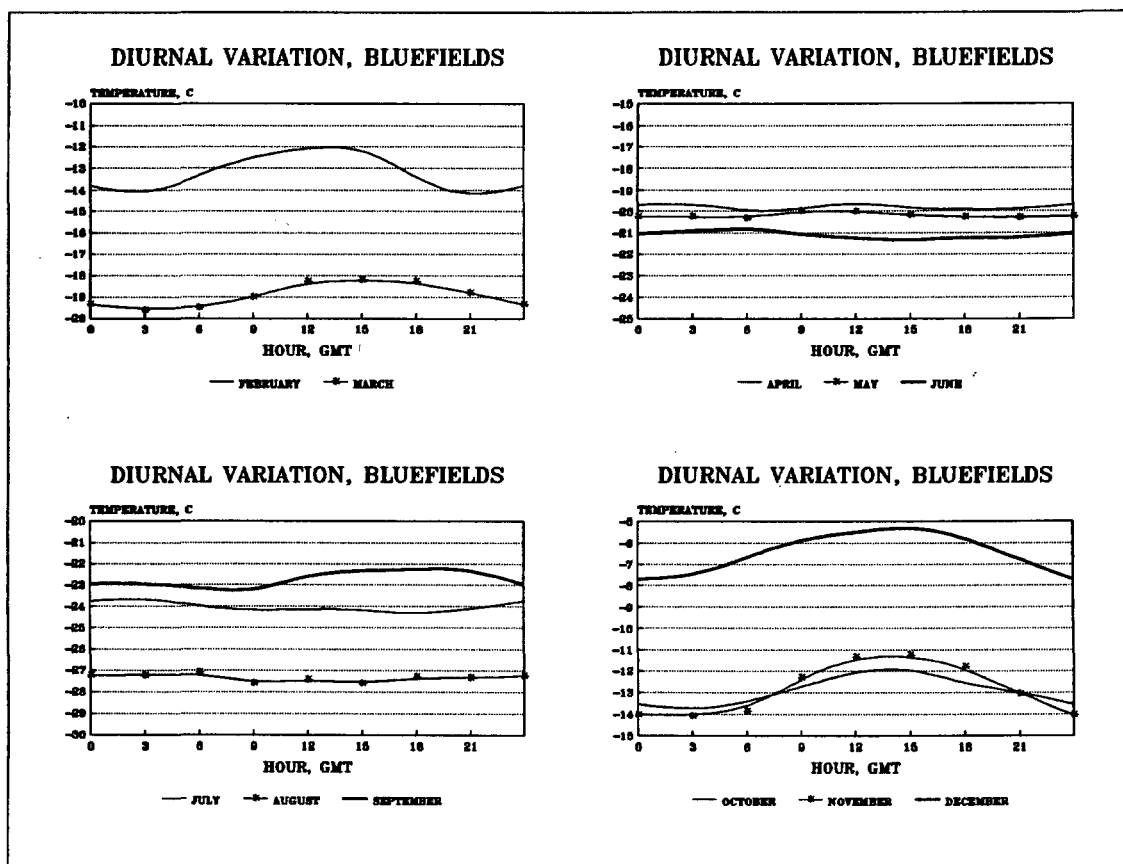 DIURNAL VARIATION, BLUEFIELDS
TEMPERATURE, C
-10
-11
-12
-13
-14
-15
-16
-17
-18
-19
-20
0 3 6 9 12 15 18 21 24
HOUR, GMT
FEBRUARY MARCH
DIURNAL VARIATION, BLUEFIELDS
TEMPERATURE, C
-15
-16
-17
-18
-19
-20
-21
-22
-23
-24
-25
0 3 6 9 12 15 18 21 24
HOUR, GMT
APRIL MAY JUNE
DIURNAL VARIATION, BLUEFIELDS
TEMPERATURE, C
-20
-21
-22
-23
-24
-25
-26
-27
-28
-29
-30
0 3 6 9 12 15 18 21 24
HOUR, GMT
JULY AUGUST SEPTEMBER
DIURNAL VARIATION, BLUEFIELDS
TEMPERATURE, C
-5
-6
-7
-8
-9
-10
-11
-12
-13
-14
-15
0 3 6 9 12 15 18 21 24
HOUR, GMT
OCTOBER NOVEMBER DECEMBER